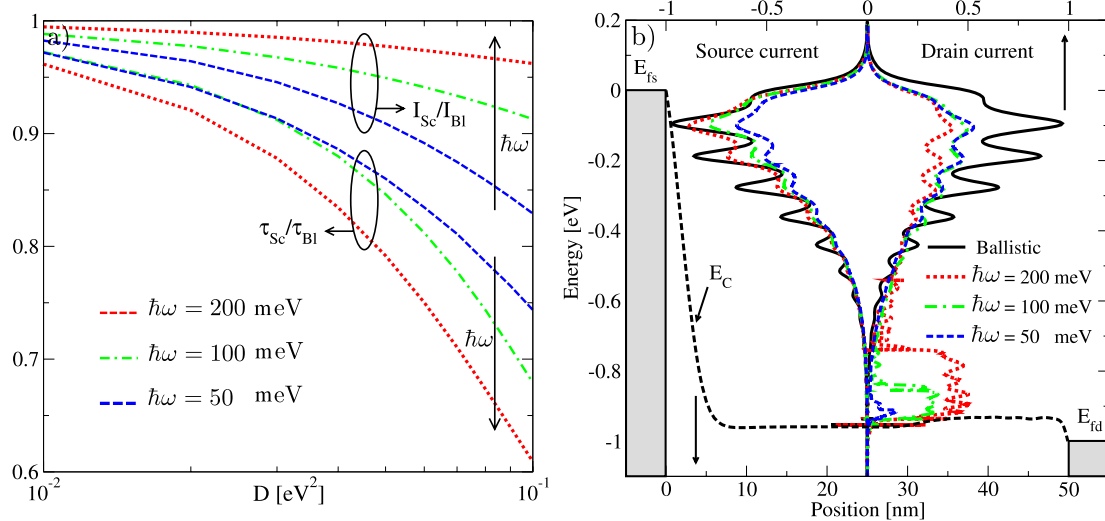 a)
1
0.9
0.8
0.7
0.6
10^-2
10^-1
D [eV^2]
I_Sc/I_Bl
τ_Sc/τ_Bl
ħω
ħω
ħω = 200 meV
ħω = 100 meV
ħω = 50 meV
b)
-1 -0.5 0 0.5 1
Source current Drain current
E_fs
E_C
E_fd
0.2
0
-0.2
-0.4
-0.6
-0.8
-1
Energy [eV]
Ballistic
ħω = 200 meV
ħω = 100 meV
ħω = 50 meV
0 10 20 30 40 50
Position [nm]